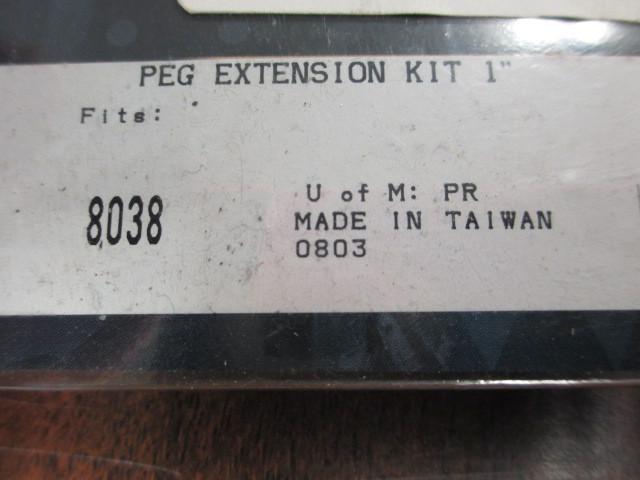 PEG EXTENSION KIT 1"
Fits:
8038
U of M: PR
MADE IN TAIWAN
0803